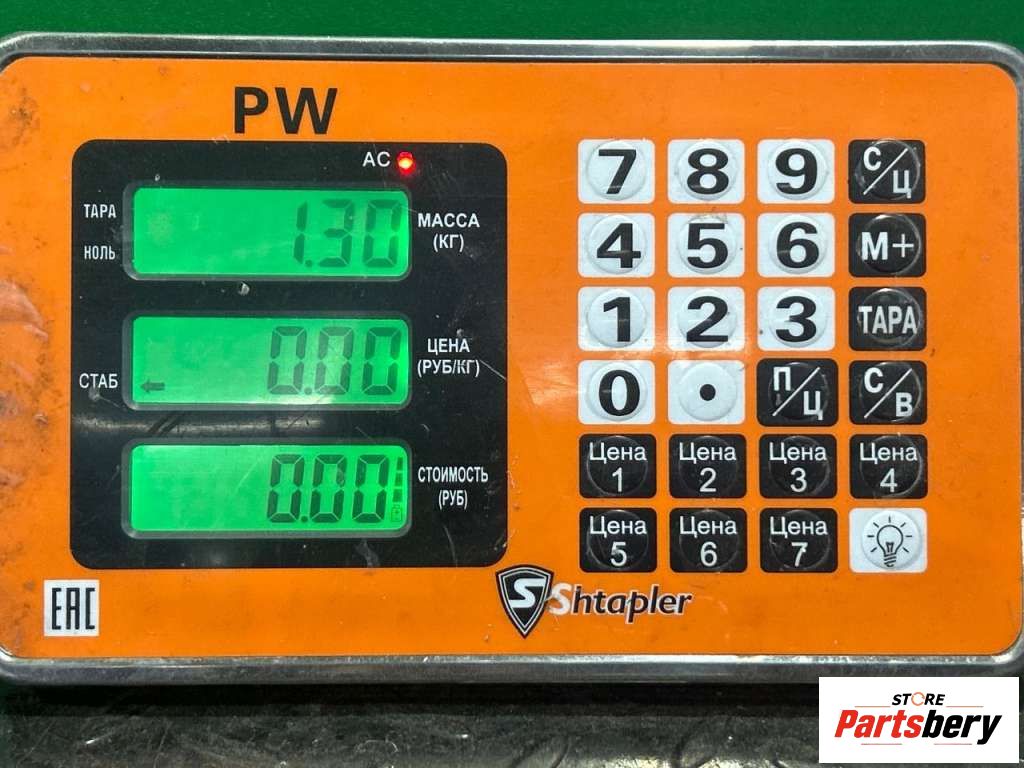 PW
AC
ТАРА
НОЛЬ
1.30
МАССА
(КГ)
СТАБ
0.00
ЦЕНА
(РУБ/КГ)
0.00
СТОИМОСТЬ
(РУБ)
7 8 9 С/Ц
4 5 6 М+
1 2 3 ТАРА
0 • П/Ц С/В
Цена 1 Цена 2 Цена 3 Цена 4
Цена 5 Цена 6 Цена 7
EAC
S Shtapler
STORE
Partsbery